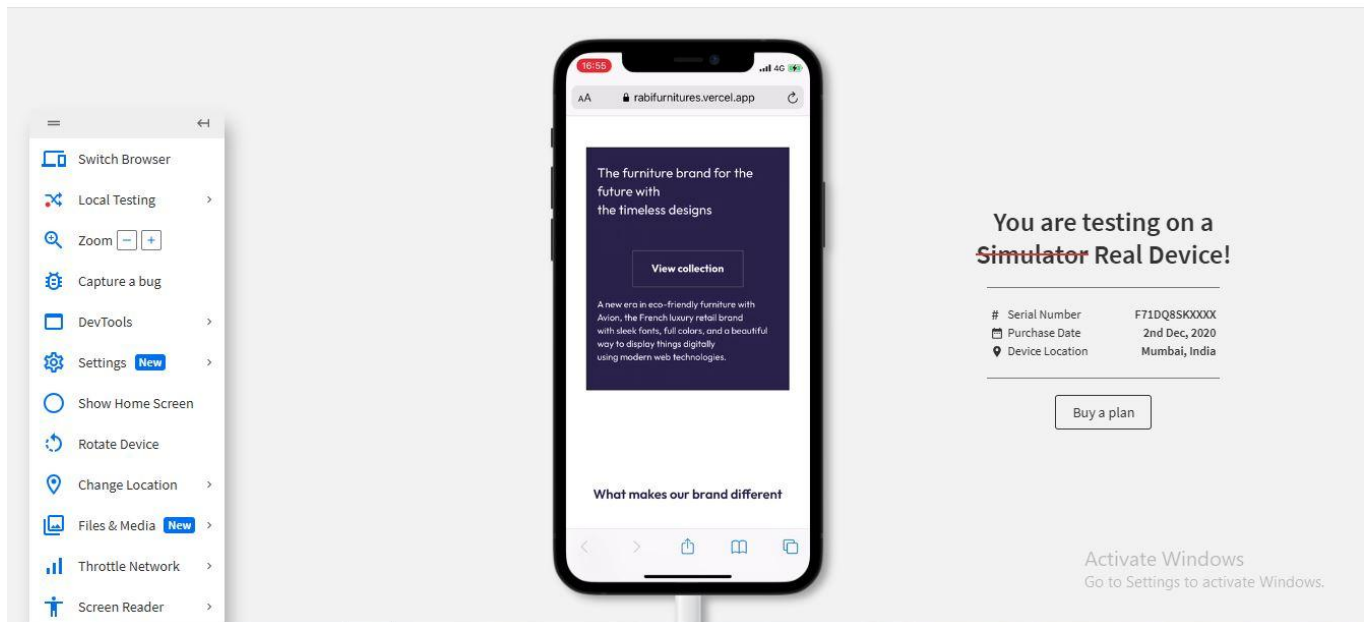 Switch Browser
Local Testing
Zoom
Capture a bug
DevTools
Settings New
Show Home Screen
Rotate Device
Change Location
Files & Media New
Throttle Network
Screen Reader
16:55
4G
AA rabifurnitures.vercel.app
The furniture brand for the
future with
the timeless designs
View collection
A new era in eco-friendly furniture with
Avion, the French luxury retail brand
with sleek fonts, full colors, and a beautiful
way to display things digitally
using modern web technologies.
What makes our brand different
You are testing on a
Simulator Real Device!
# Serial Number F71DQ8SKXXXX
Purchase Date 2nd Dec, 2020
Device Location Mumbai, India
Buy a plan
Activate Windows
Go to Settings to activate Windows.